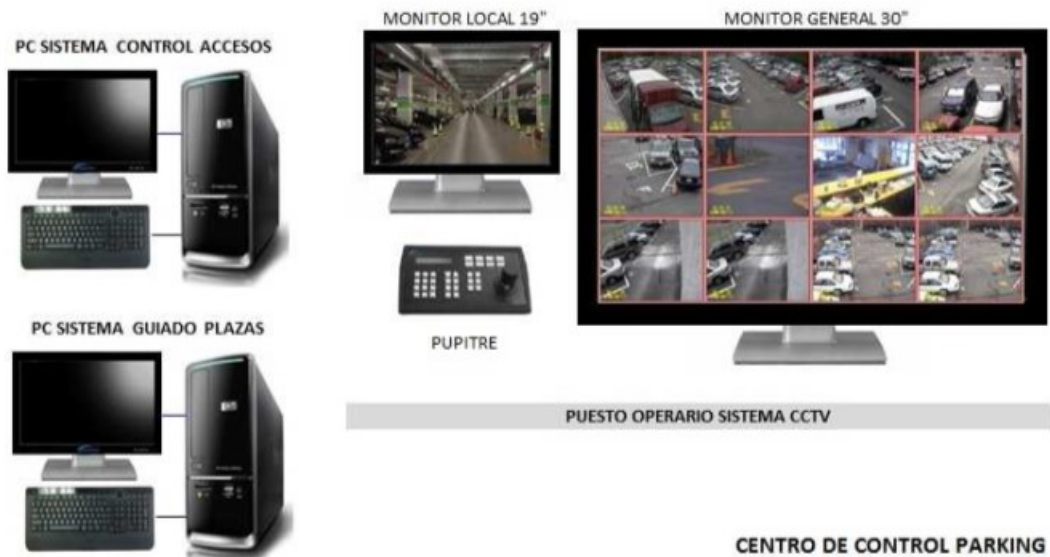 PC SISTEMA CONTROL ACCESOS
MONITOR LOCAL 19"
MONITOR GENERAL 30"
PUPITRE
PC SISTEMA GUIADO PLAZAS
PUESTO OPERARIO SISTEMA CCTV
CENTRO DE CONTROL PARKING